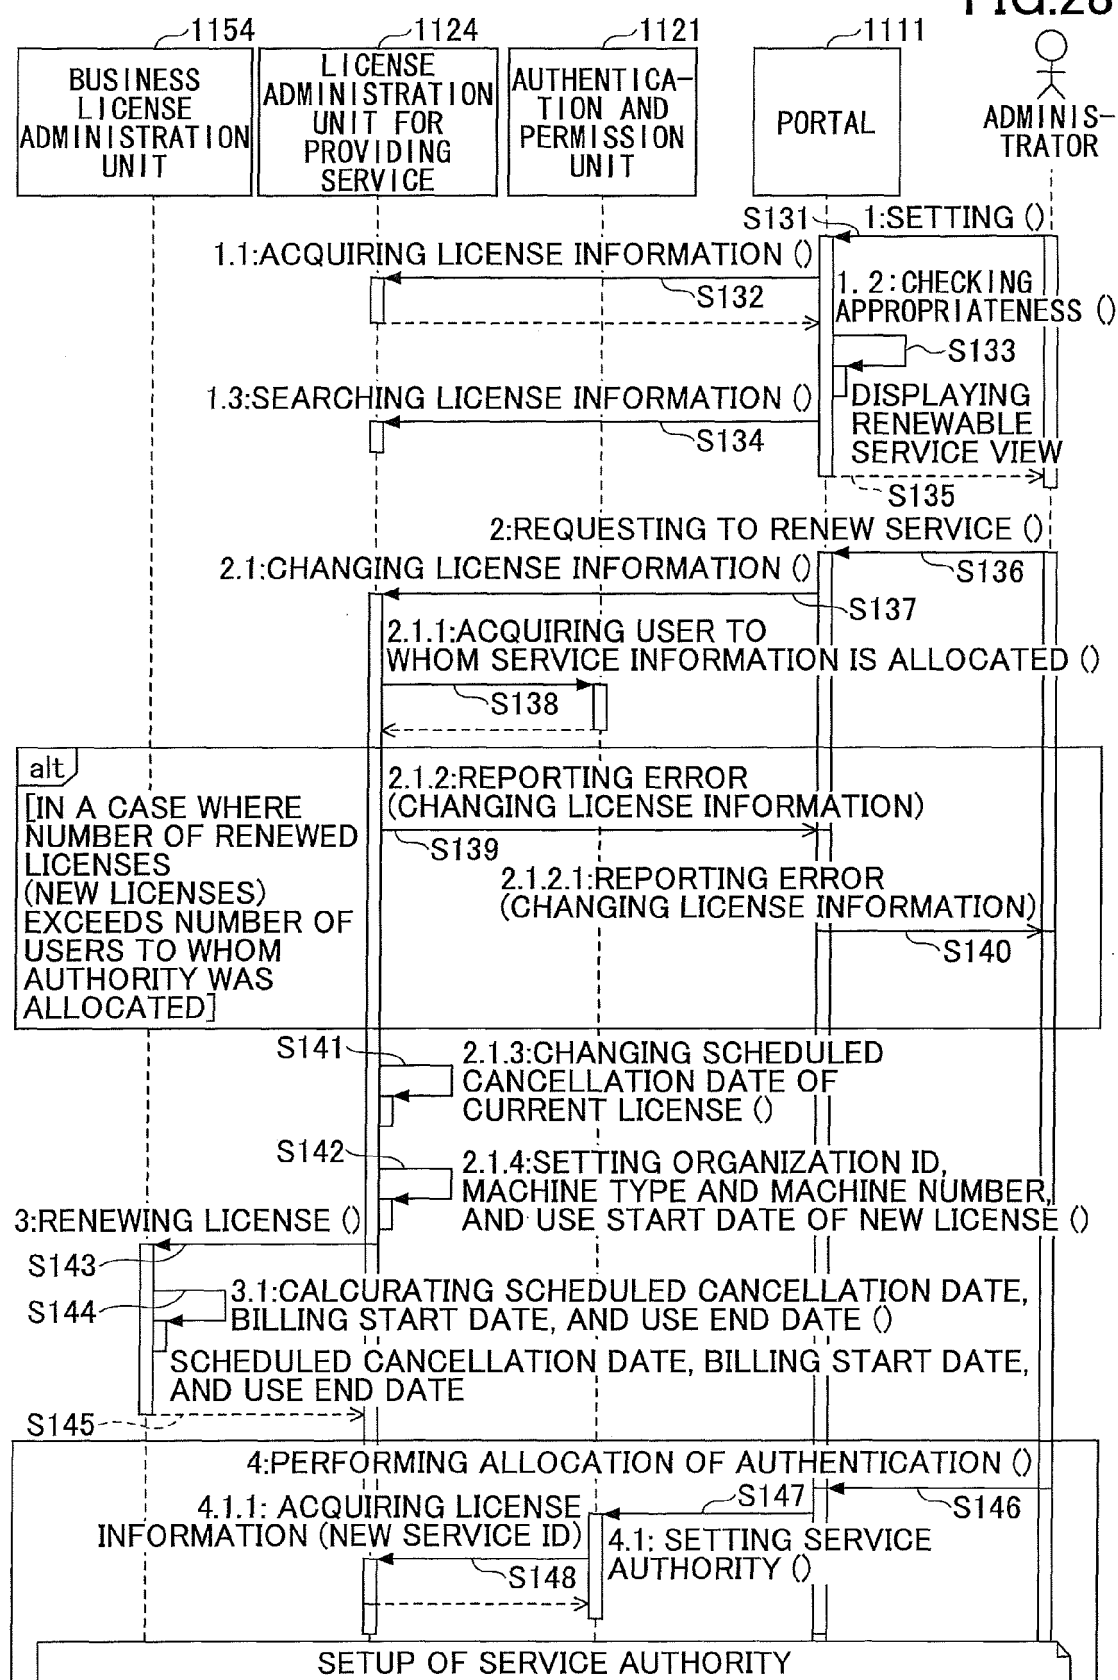 FIG.28
1154
1124
1121
1111
BUSINESS
LICENSE
ADMINISTRATION
UNIT
LICENSE
ADMINISTRATION
UNIT FOR
PROVIDING
SERVICE
AUTHENTICA-
TION AND
PERMISSION
UNIT
PORTAL
ADMINIS-
TRATOR
S131
1:SETTING ()
1.1:ACQUIRING LICENSE INFORMATION ()
S132
1.2:CHECKING
APPROPRIATENESS ()
S133
1.3:SEARCHING LICENSE INFORMATION ()
S134
DISPLAYING
RENEWABLE
SERVICE VIEW
S135
2:REQUESTING TO RENEW SERVICE ()
S136
2.1:CHANGING LICENSE INFORMATION ()
S137
2.1.1:ACQUIRING USER TO
WHOM SERVICE INFORMATION IS ALLOCATED ()
S138
alt
[IN A CASE WHERE
NUMBER OF RENEWED
LICENSES
(NEW LICENSES)
EXCEEDS NUMBER OF
USERS TO WHOM
AUTHORITY WAS
ALLOCATED]
2.1.2:REPORTING ERROR
(CHANGING LICENSE INFORMATION)
S139
2.1.2.1:REPORTING ERROR
(CHANGING LICENSE INFORMATION)
S140
S141
2.1.3:CHANGING SCHEDULED
CANCELLATION DATE OF
CURRENT LICENSE ()
S142
2.1.4:SETTING ORGANIZATION ID,
MACHINE TYPE AND MACHINE NUMBER,
AND USE START DATE OF NEW LICENSE ()
3:RENEWING LICENSE ()
S143
S144
3.1:CALCURATING SCHEDULED CANCELLATION DATE,
BILLING START DATE, AND USE END DATE ()
SCHEDULED CANCELLATION DATE, BILLING START DATE,
AND USE END DATE
S145
4:PERFORMING ALLOCATION OF AUTHENTICATION ()
S146
S147
4.1.1: ACQUIRING LICENSE
INFORMATION (NEW SERVICE ID)
4.1: SETTING SERVICE
AUTHORITY ()
S148
SETUP OF SERVICE AUTHORITY